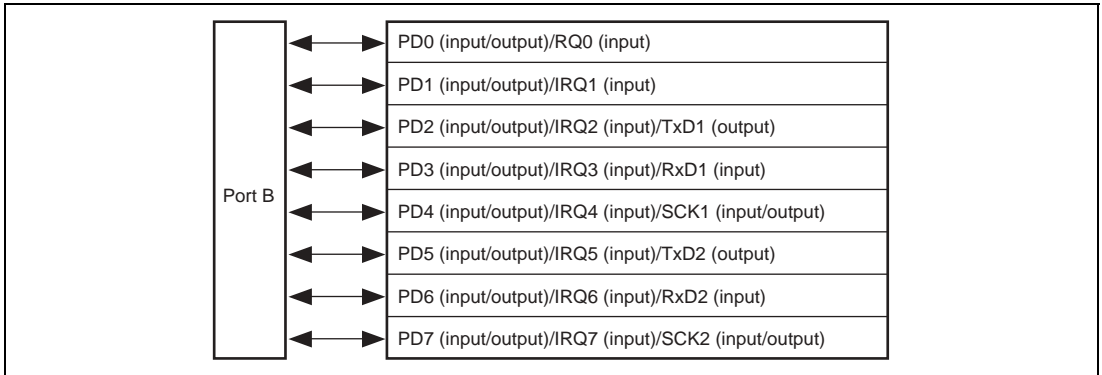 PD0 (input/output)/RQ0 (input)
PD1 (input/output)/IRQ1 (input)
PD2 (input/output)/IRQ2 (input)/TxD1 (output)
PD3 (input/output)/IRQ3 (input)/RxD1 (input)
Port B
PD4 (input/output)/IRQ4 (input)/SCK1 (input/output)
PD5 (input/output)/IRQ5 (input)/TxD2 (output)
PD6 (input/output)/IRQ6 (input)/RxD2 (input)
PD7 (input/output)/IRQ7 (input)/SCK2 (input/output)